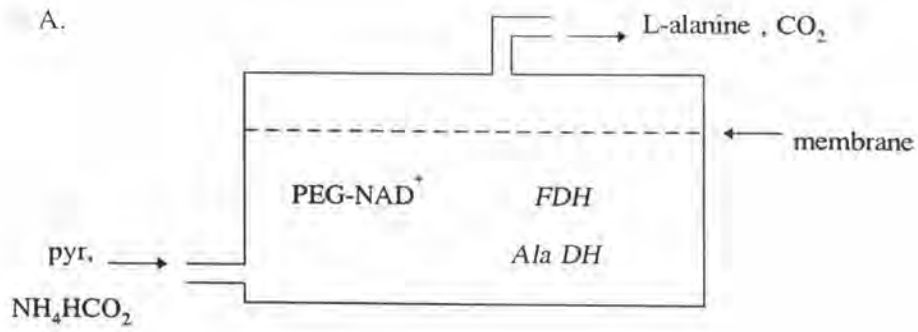 A.
L-alanine , CO₂
membrane
PEG-NAD⁺ FDH
Ala DH
pyr,
NH₄HCO₂